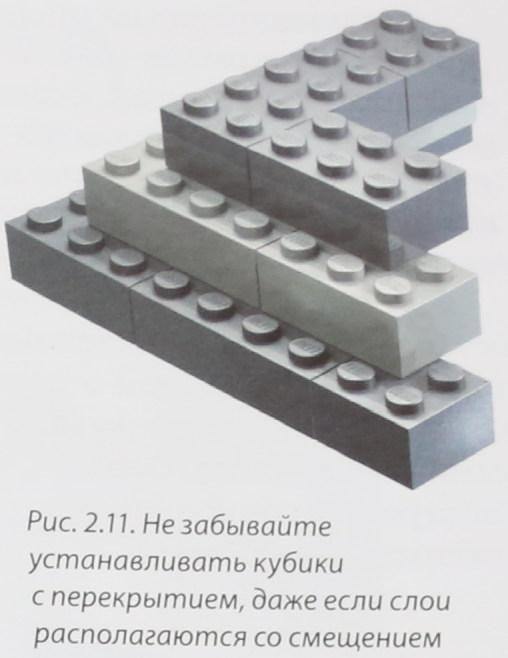 Рис. 2.11. Не забывайте
устанавливать кубики
с перекрытием, даже если слои
располагаются со смещением